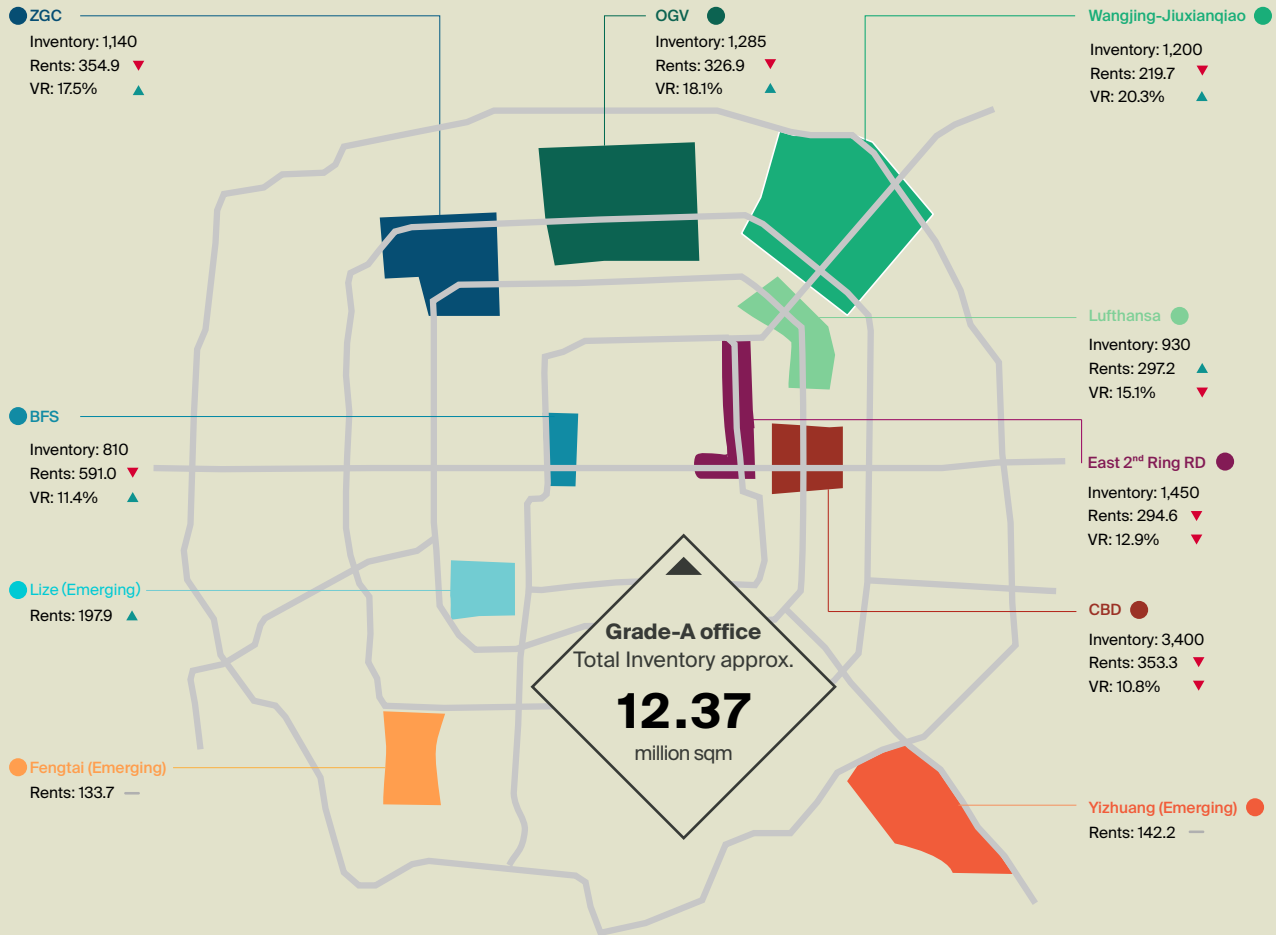 ZGC
Inventory: 1,140
Rents: 354.9
VR: 17.5%
OGV
Inventory: 1,285
Rents: 326.9
VR: 18.1%
Wangjing-Jiuxianqiao
Inventory: 1,200
Rents: 219.7
VR: 20.3%
Lufthansa
Inventory: 930
Rents: 297.2
VR: 15.1%
BFS
Inventory: 810
Rents: 591.0
VR: 11.4%
East 2nd Ring RD
Inventory: 1,450
Rents: 294.6
VR: 12.9%
Lize (Emerging)
Rents: 197.9
CBD
Inventory: 3,400
Rents: 353.3
VR: 10.8%
Grade-A office
Total Inventory approx.
12.37
million sqm
Fengtai (Emerging)
Rents: 133.7
Yizhuang (Emerging)
Rents: 142.2